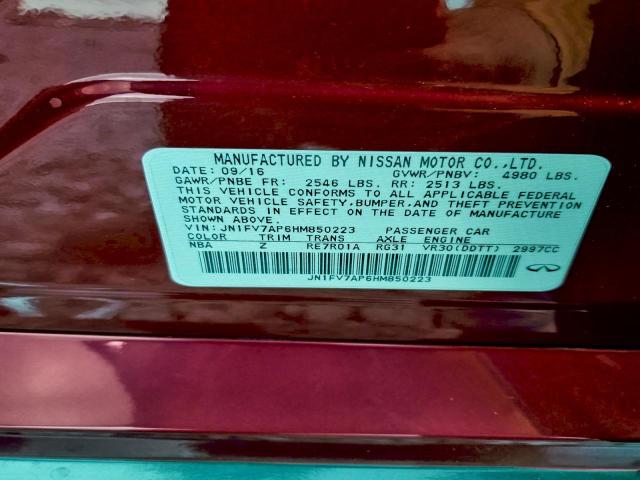 MANUFACTURED BY NISSAN MOTOR CO.,LTD.
DATE: 09/16 GVWR/PNBV: 4980 LBS.
GAWR/PNBE FR: 2546 LBS. RR: 2513 LBS.
THIS VEHICLE CONFORMS TO ALL APPLICABLE FEDERAL
MOTOR VEHICLE SAFETY,BUMPER,AND THEFT PREVENTION
STANDARDS IN EFFECT ON THE DATE OF MANUFACTURE
SHOWN ABOVE.
VIN: JN1FV7AP6HM850223 PASSENGER CAR
COLOR TRIM TRANS AXLE ENGINE
NBA Z RE7R01A RG31 VR30(DDTT) 2997CC
JN1FV7AP6HM850223